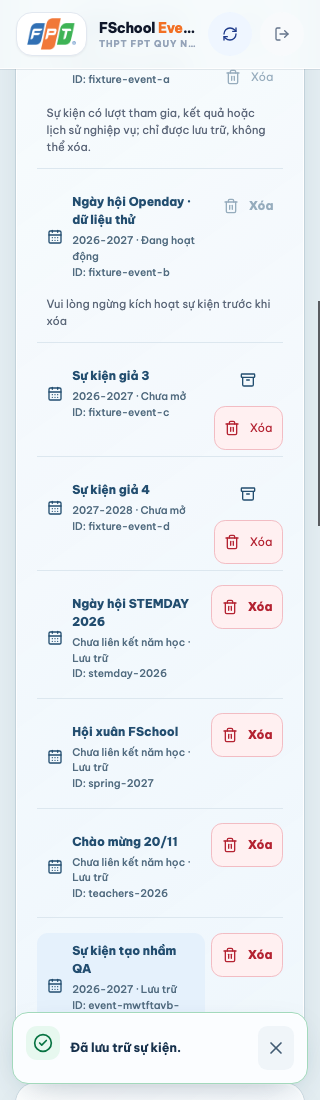 FPT
FSchool Eve...
THPT FPT QUY N...
ID: fixture-event-a
Xóa
Sự kiện có lượt tham gia, kết quả hoặc
lịch sử nghiệp vụ; chỉ được lưu trữ, không
thể xóa.
Ngày hội Openday ·
dữ liệu thử
Xóa
2026-2027 · Đang hoạt
động
ID: fixture-event-b
Vui lòng ngừng kích hoạt sự kiện trước khi
xóa
Sự kiện giả 3
2026-2027 · Chưa mở
ID: fixture-event-c
Xóa
Sự kiện giả 4
2027-2028 · Chưa mở
ID: fixture-event-d
Xóa
Ngày hội STEMDAY
2026
Xóa
Chưa liên kết năm học ·
Lưu trữ
ID: stemday-2026
Hội xuân FSchool
Xóa
Chưa liên kết năm học ·
Lưu trữ
ID: spring-2027
Chào mừng 20/11
Xóa
Chưa liên kết năm học ·
Lưu trữ
ID: teachers-2026
Sự kiện tạo nhầm
QA
Xóa
2026-2027 · Lưu trữ
ID: event-mwtftavb-
Đã lưu trữ sự kiện.